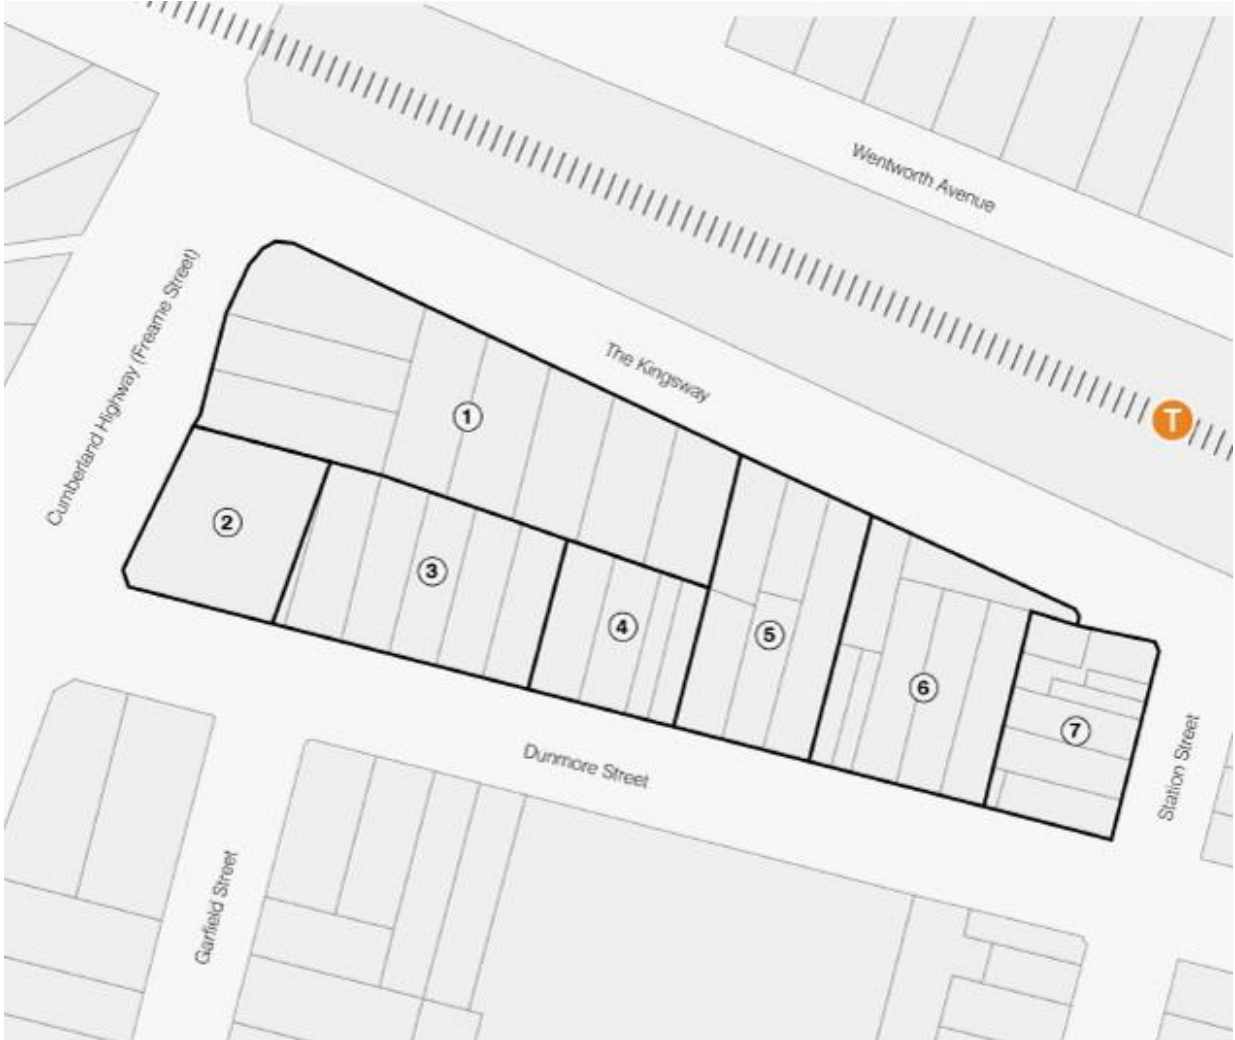 Wentworth Avenue
Cumberland Highway (Freame Street)
The Kingsway
T
1
2
3
4
5
6
7
Dunmore Street
Station Street
Garfield Street